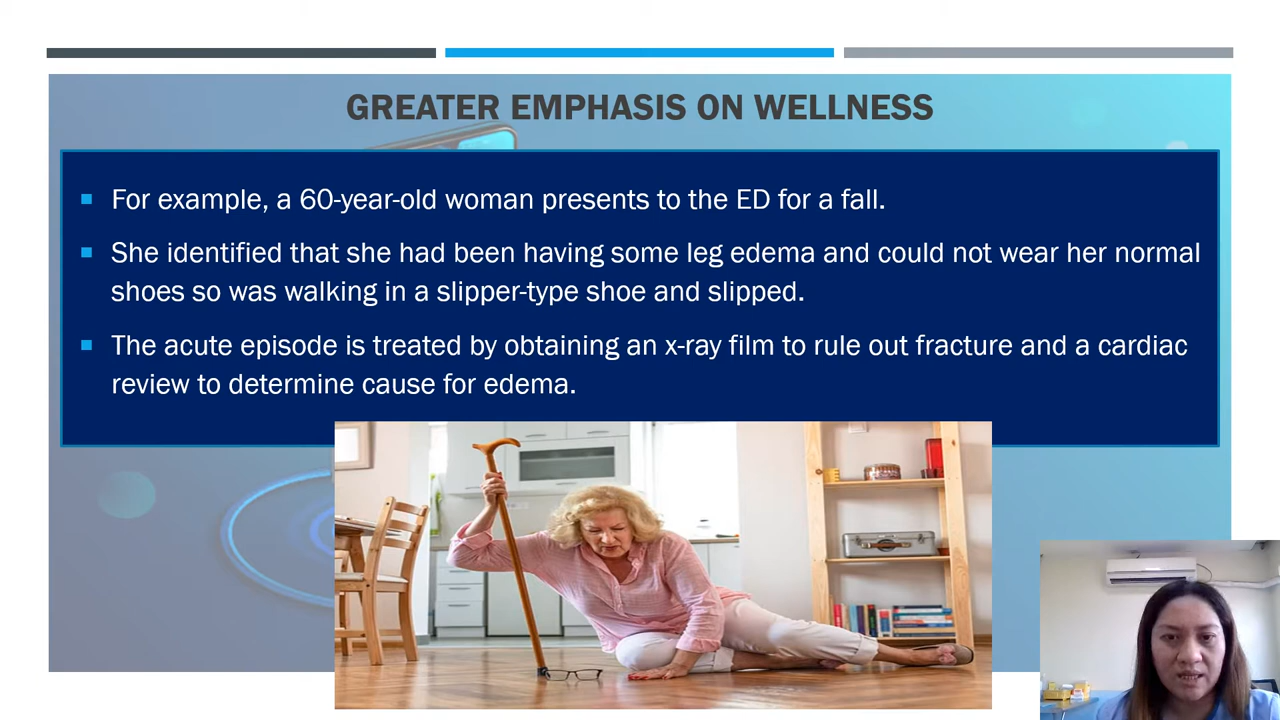 GREATER EMPHASIS ON WELLNESS
For example, a 60-year-old woman presents to the ED for a fall.
She identified that she had been having some leg edema and could not wear her normal
shoes so was walking in a slipper-type shoe and slipped.
The acute episode is treated by obtaining an x-ray film to rule out fracture and a cardiac
review to determine cause for edema.